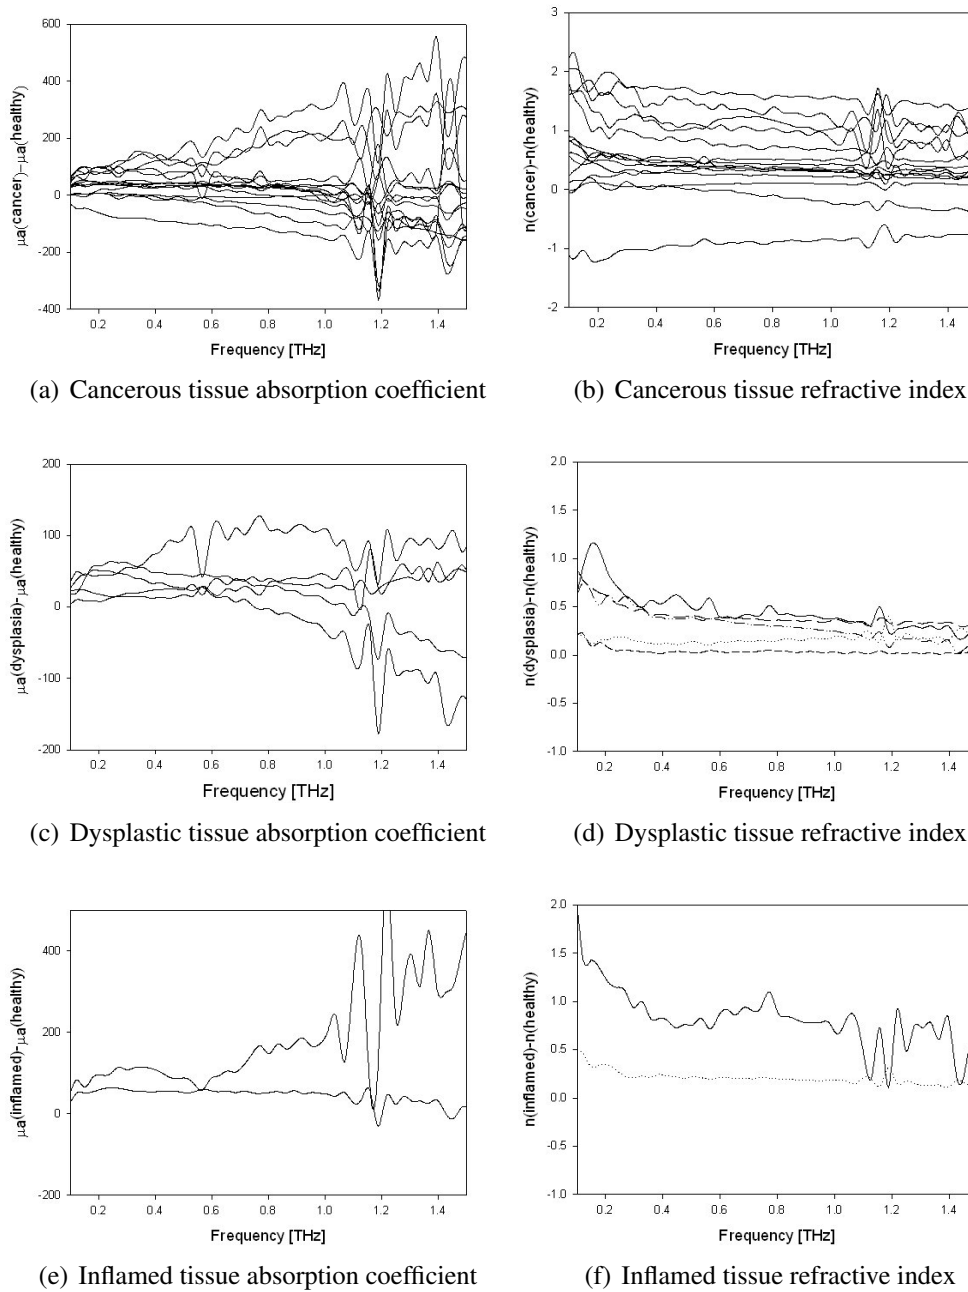 600
400
200
0
-200
-400
μa(cancer)-μa(healthy)
0.2 0.4 0.6 0.8 1.0 1.2 1.4
Frequency [THz]
(a) Cancerous tissue absorption coefficient
3
2
1
0
-1
-2
n(cancer)-n(healthy)
0.2 0.4 0.6 0.8 1.0 1.2 1.4
Frequency [THz]
(b) Cancerous tissue refractive index
200
100
0
-100
-200
μa(dysplasia)-μa(healthy)
0.2 0.4 0.6 0.8 1.0 1.2 1.4
Frequency [THz]
(c) Dysplastic tissue absorption coefficient
2.0
1.5
1.0
0.5
0.0
-0.5
-1.0
n(dysplasia)-n(healthy)
0.2 0.4 0.6 0.8 1.0 1.2 1.4
Frequency [THz]
(d) Dysplastic tissue refractive index
400
200
0
-200
μa(inflamed)-μa(healthy)
0.2 0.4 0.6 0.8 1.0 1.2 1.4
Frequency [THz]
(e) Inflamed tissue absorption coefficient
2.0
1.5
1.0
0.5
0.0
-0.5
-1.0
n(inflamed)-n(healthy)
0.2 0.4 0.6 0.8 1.0 1.2 1.4
Frequency [THz]
(f) Inflamed tissue refractive index